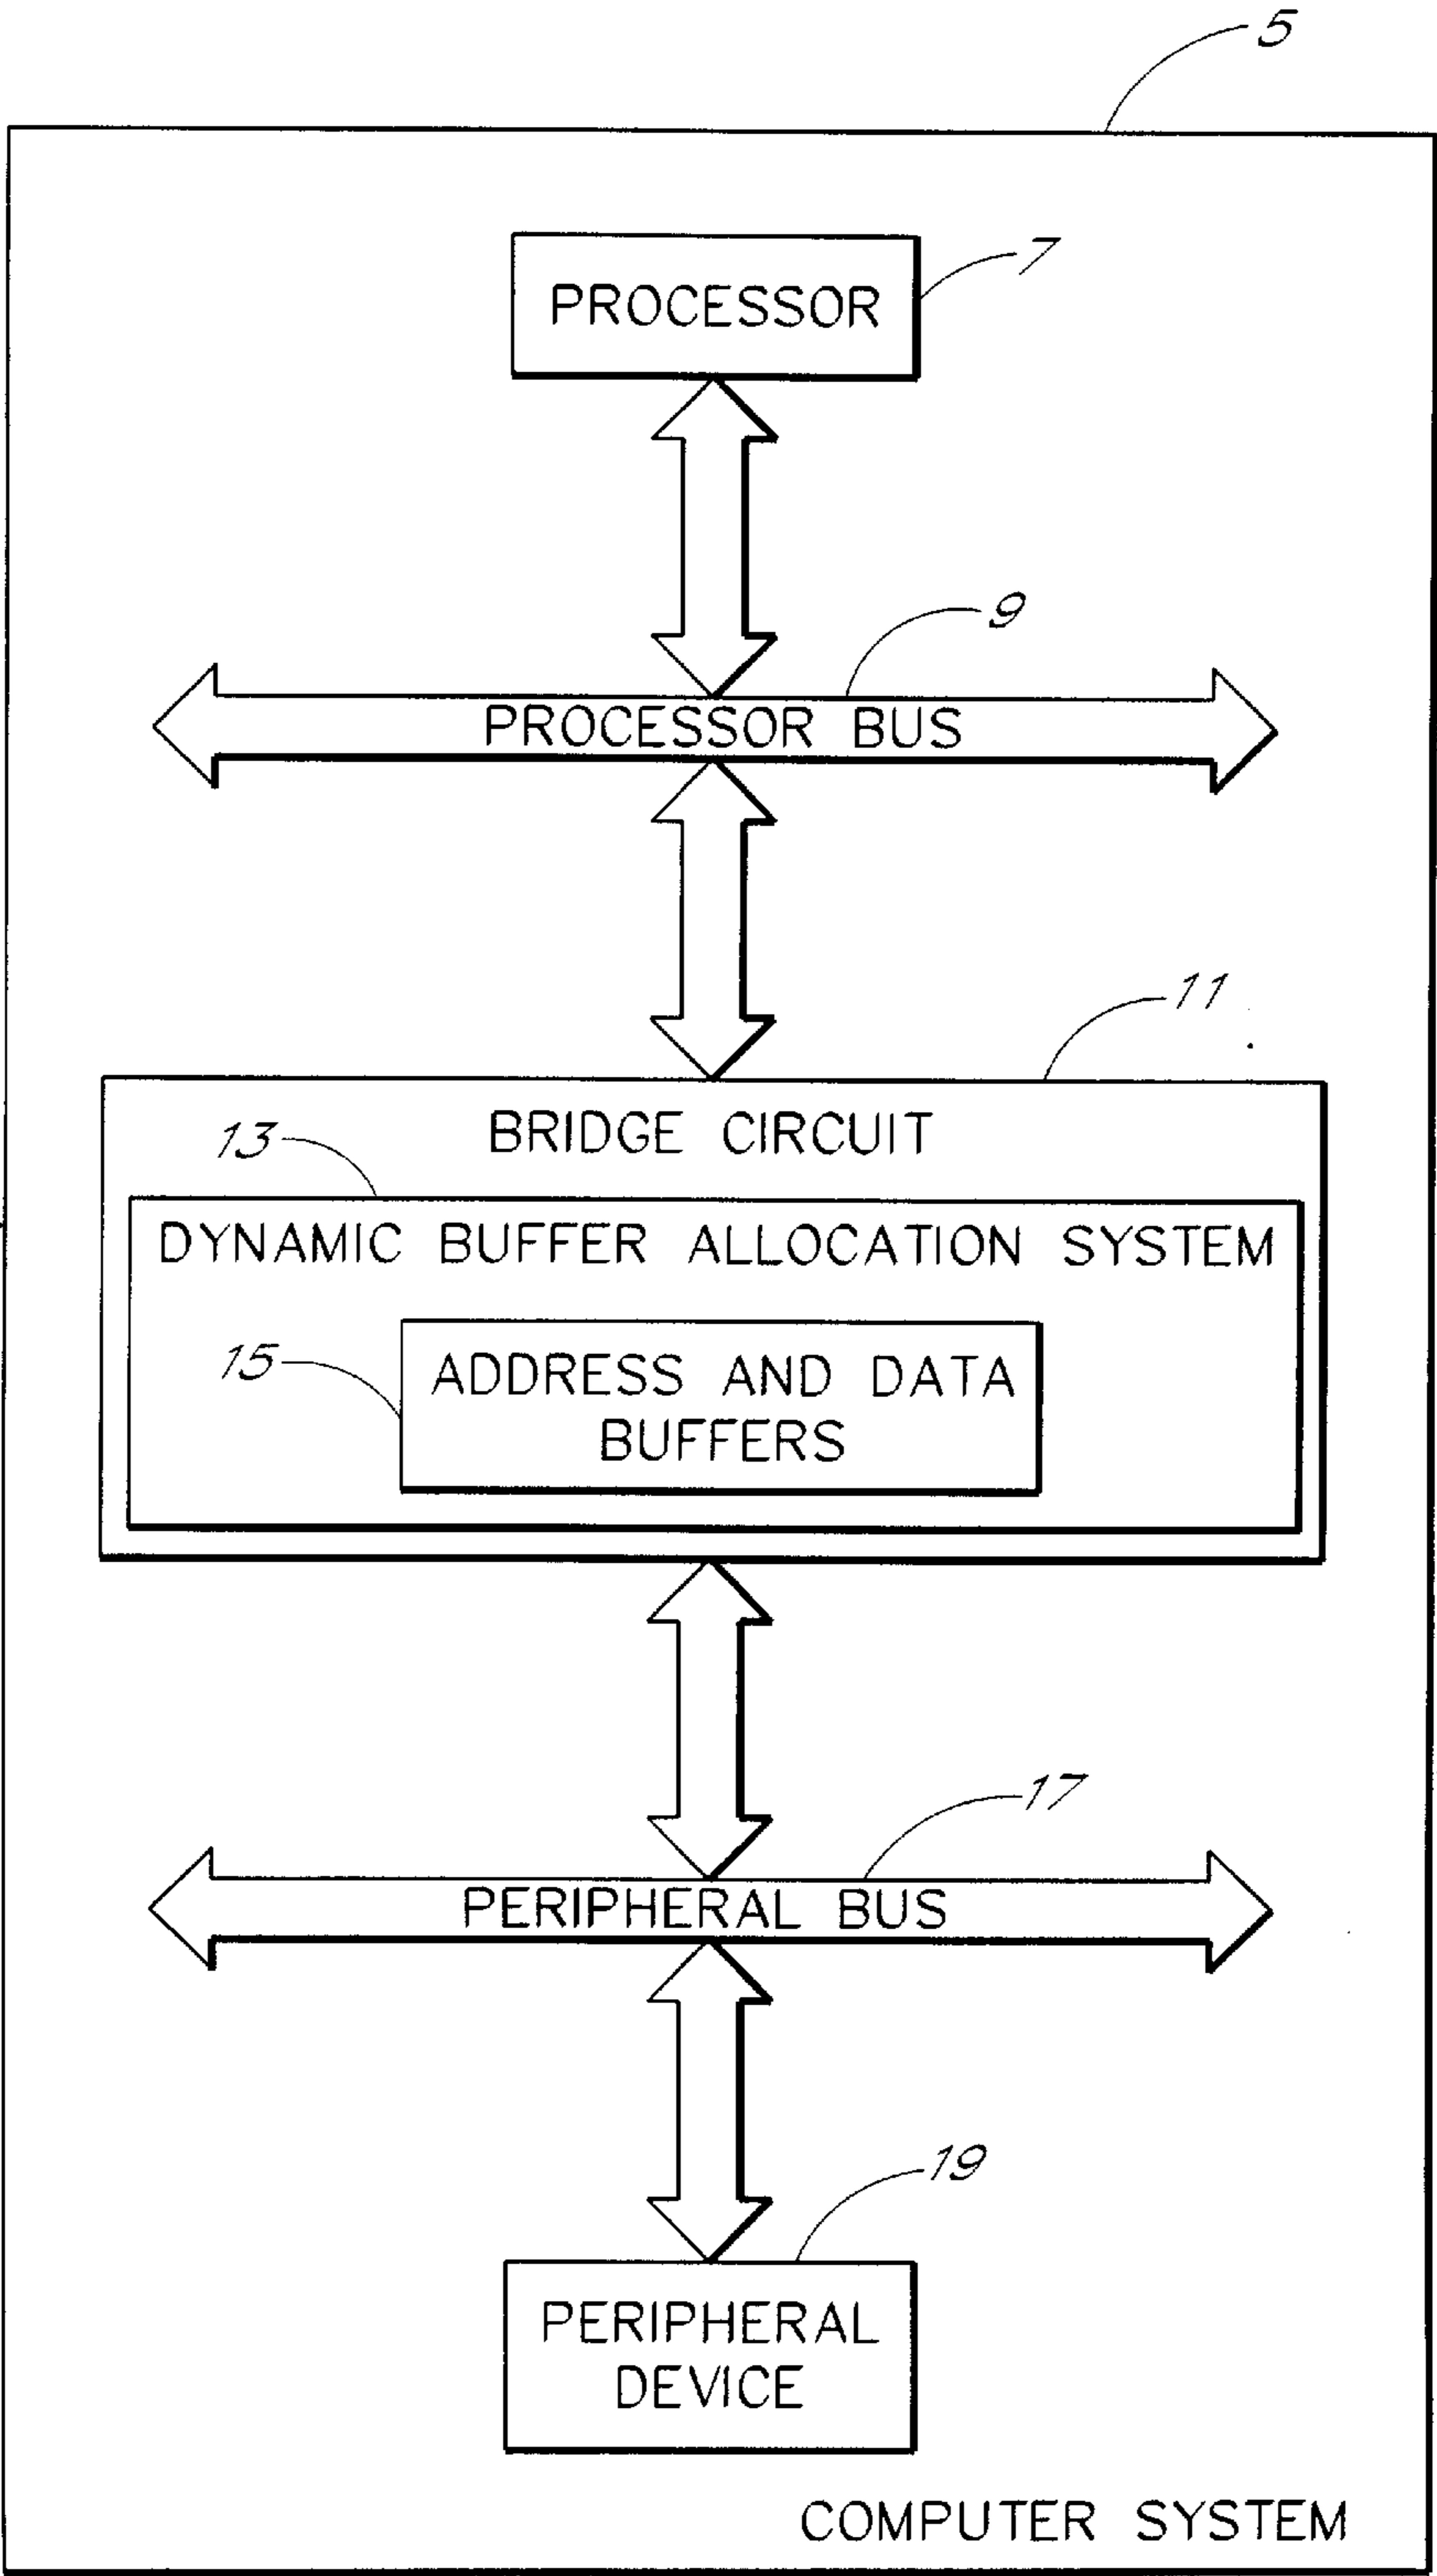 5
PROCESSOR
7
9
PROCESSOR BUS
11
BRIDGE CIRCUIT
13
DYNAMIC BUFFER ALLOCATION SYSTEM
15
ADDRESS AND DATA
BUFFERS
17
PERIPHERAL BUS
19
PERIPHERAL
DEVICE
COMPUTER SYSTEM